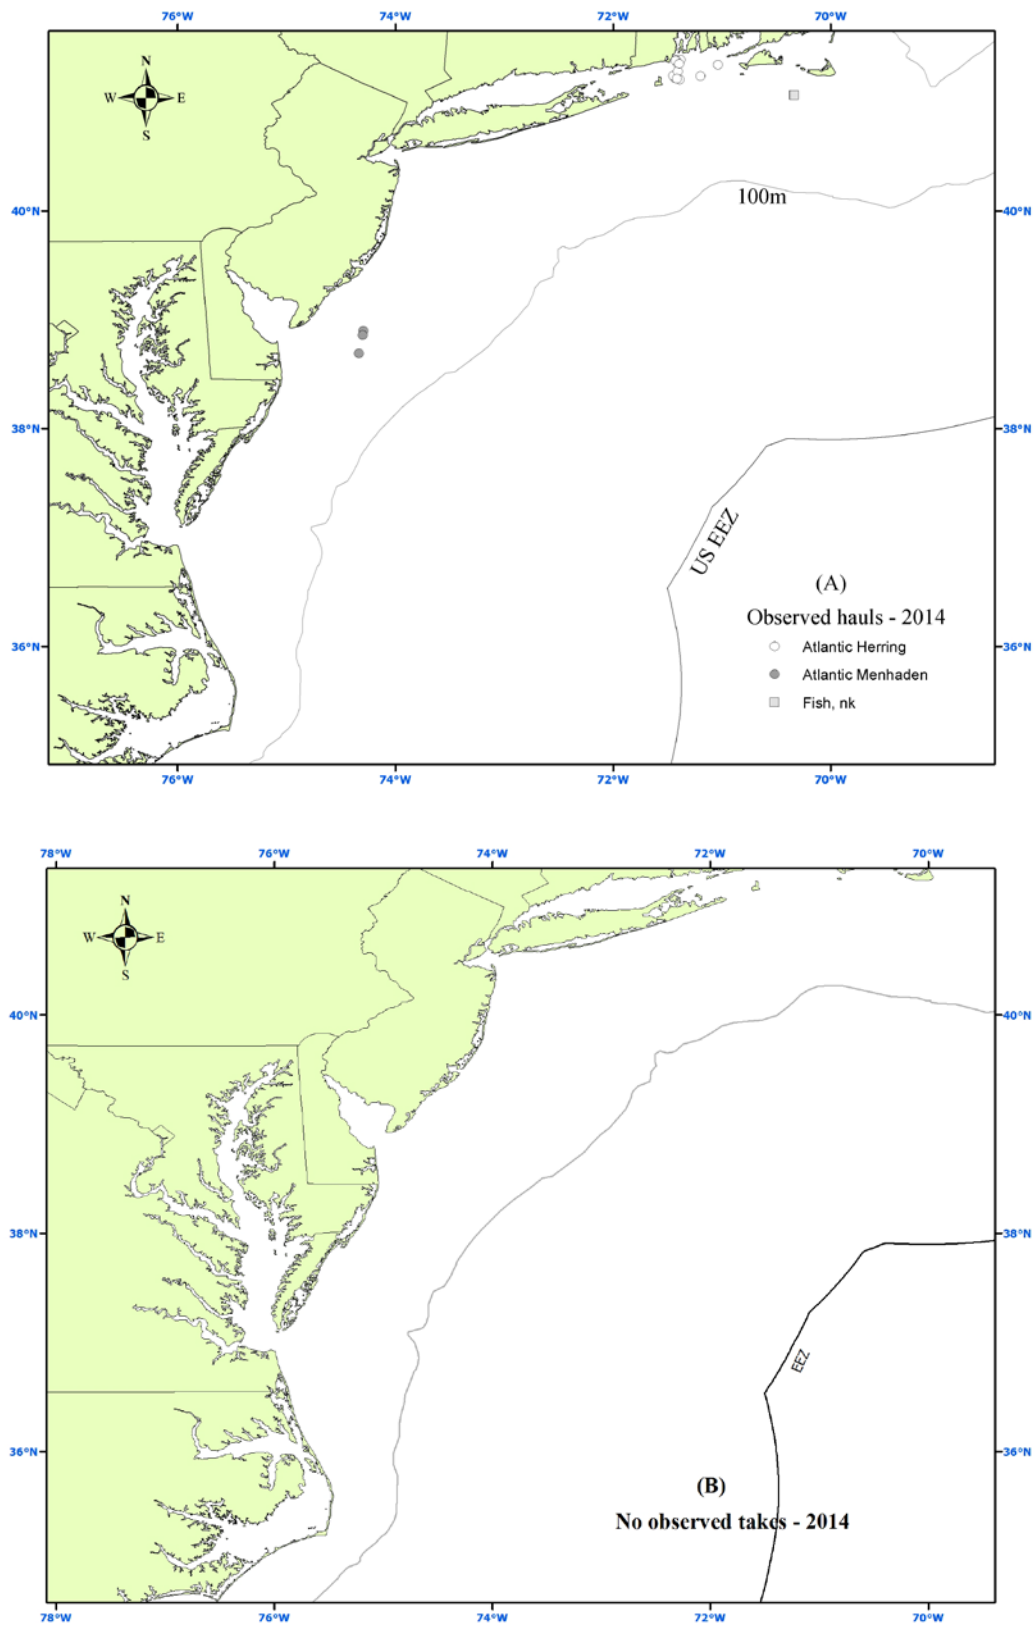 76°W 74°W 72°W 70°W
N
W E
S
100m
40°N 40°N
38°N 38°N
US EEZ
(A)
Observed hauls - 2014
36°N 36°N
Atlantic Herring
Atlantic Menhaden
Fish, nk
76°W 74°W 72°W 70°W
78°W 76°W 74°W 72°W 70°W
N
W E
S
40°N 40°N
38°N 38°N
EEZ
36°N 36°N
(B)
No observed takes - 2014
78°W 76°W 74°W 72°W 70°W